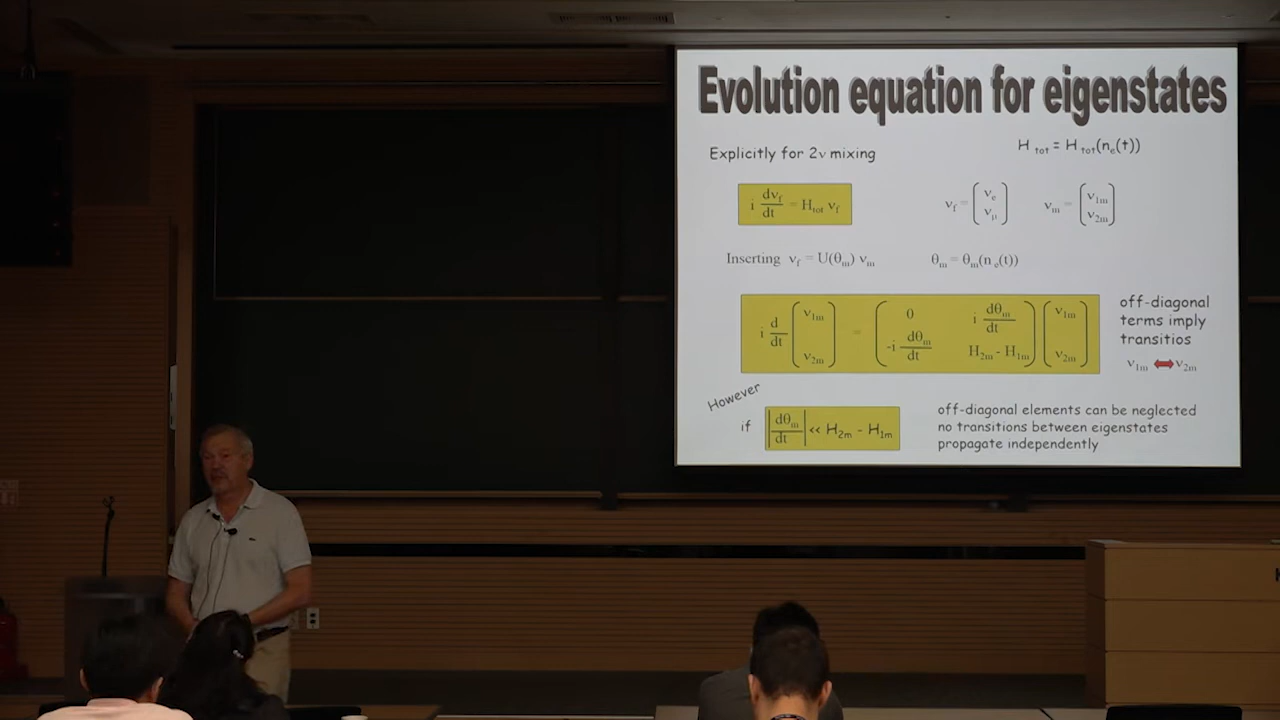 Evolution equation for eigenstates
Explicitly for 2ν mixing
H tot = H tot(ne(t))
i dνf/dt = Htot νf
νf = (νe νμ)
νm = (ν1m ν2m)
Inserting νf = U(θm) νm
θm = θm(n e(t))
i d/dt (ν1m ν2m) = (0 i dθm/dt -i dθm/dt H2m - H1m) (ν1m ν2m)
off-diagonal
terms imply
transitios
ν1m ⇔ ν2m
However
if |dθm/dt| << H2m - H1m
off-diagonal elements can be neglected
no transitions between eigenstates
propagate independently